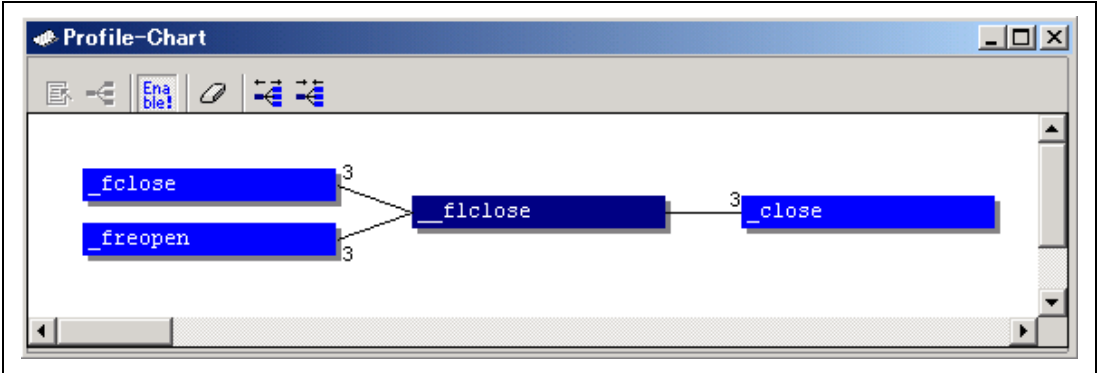 Profile-Chart
Ena
ble!
_fclose
3
__flclose
3
_close
_freopen
3